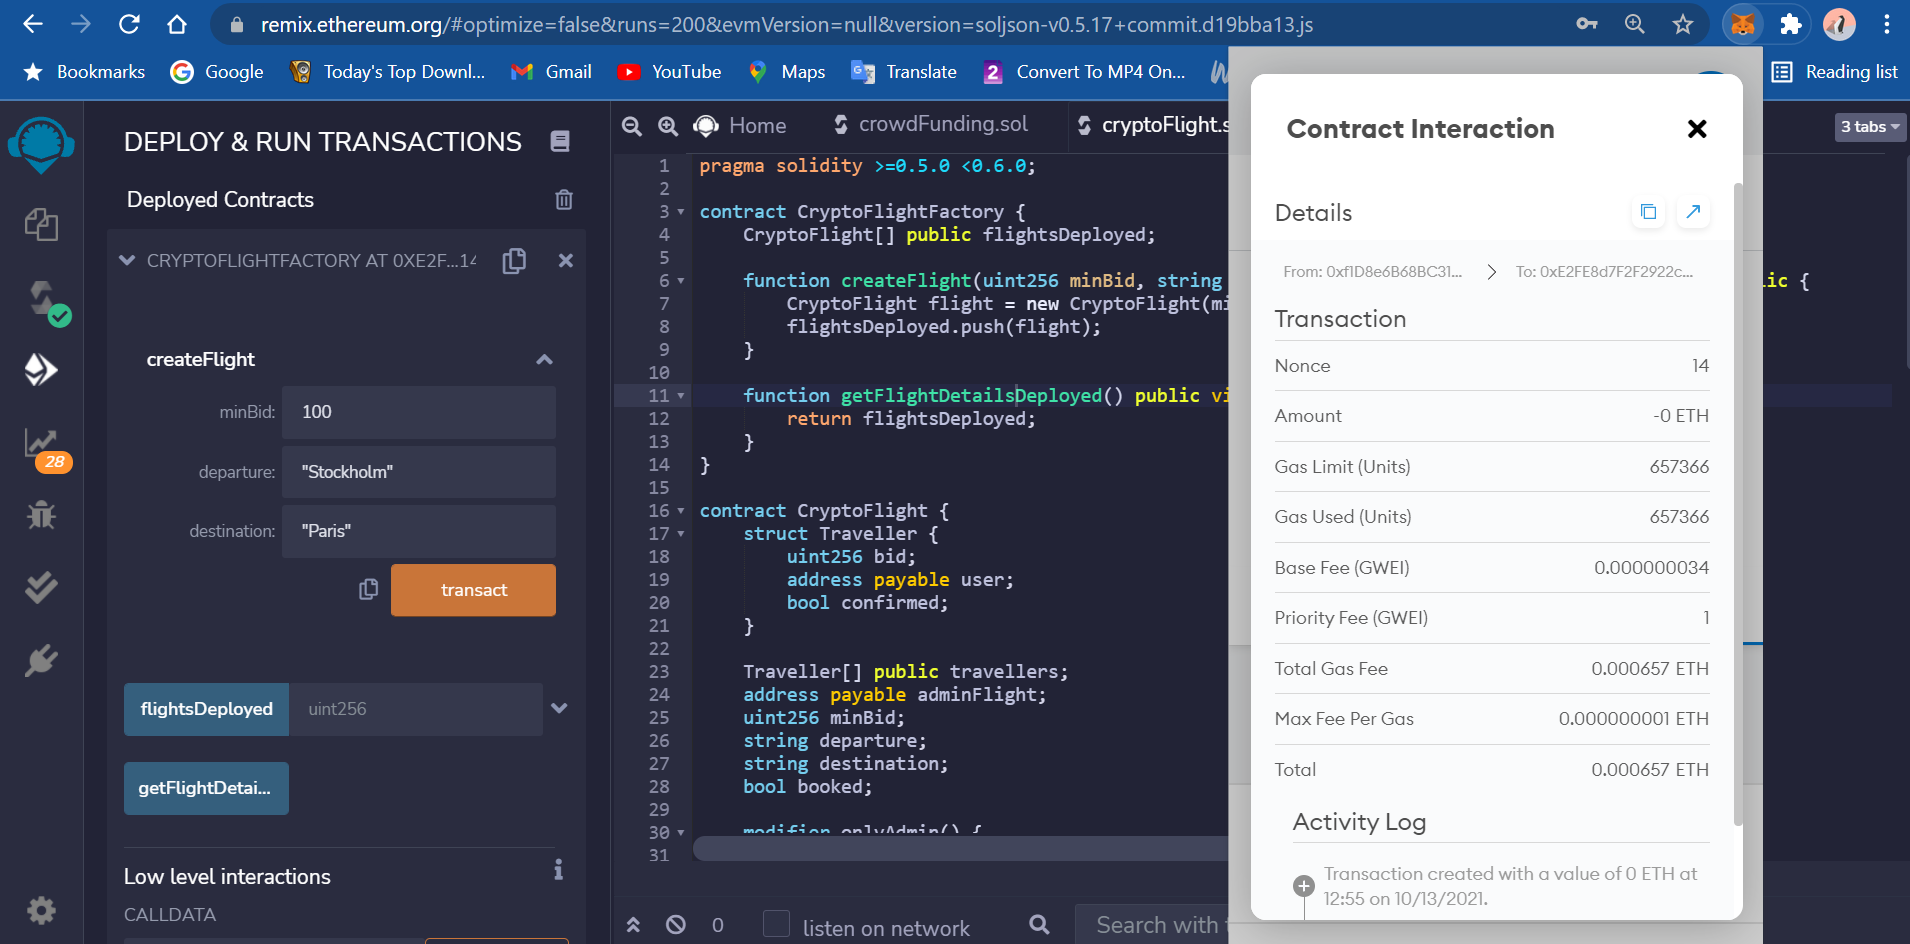 remix.ethereum.org/#optimize=false&runs=200&evmVersion=null&version=soljson-v0.5.17+commit.d19bba13.js
Bookmarks Google Today's Top Downl... Gmail YouTube Maps Translate Convert To MP4 On... Reading list
DEPLOY & RUN TRANSACTIONS
Deployed Contracts
CRYPTOFLIGHTFACTORY AT 0XE2F...14
createFlight
minBid: 100
departure: "Stockholm"
destination: "Paris"
transact
flightsDeployed uint256
getFlightDetai...
Low level interactions
CALLDATA
28
Home crowdFunding.sol cryptoFlight.s
3 tabs
1 pragma solidity >=0.5.0 <0.6.0;
2
3 contract CryptoFlightFactory {
4 CryptoFlight[] public flightsDeployed;
5
6 function createFlight(uint256 minBid, string lic {
7 CryptoFlight flight = new CryptoFlight(mi
8 flightsDeployed.push(flight);
9 }
10
11 function getFlightDetailsDeployed() public vi
12 return flightsDeployed;
13 }
14 }
15
16 contract CryptoFlight {
17 struct Traveller {
18 uint256 bid;
19 address payable user;
20 bool confirmed;
21 }
22
23 Traveller[] public travellers;
24 address payable adminFlight;
25 uint256 minBid;
26 string departure;
27 string destination;
28 bool booked;
29
30 modifier onlyAdmin() {
31
0 listen on network Search with t
Contract Interaction
Details
From: 0xf1D8e6B68BC31... To: 0xE2FE8d7F2F2922c...
Transaction
Nonce 14
Amount -0 ETH
Gas Limit (Units) 657366
Gas Used (Units) 657366
Base Fee (GWEI) 0.000000034
Priority Fee (GWEI) 1
Total Gas Fee 0.000657 ETH
Max Fee Per Gas 0.000000001 ETH
Total 0.000657 ETH
Activity Log
Transaction created with a value of 0 ETH at
12:55 on 10/13/2021.